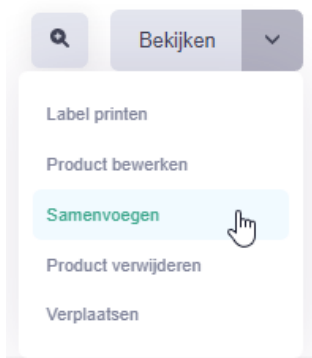 Bekijken
Label printen
Product bewerken
Samenvoegen
Product verwijderen
Verplaatsen